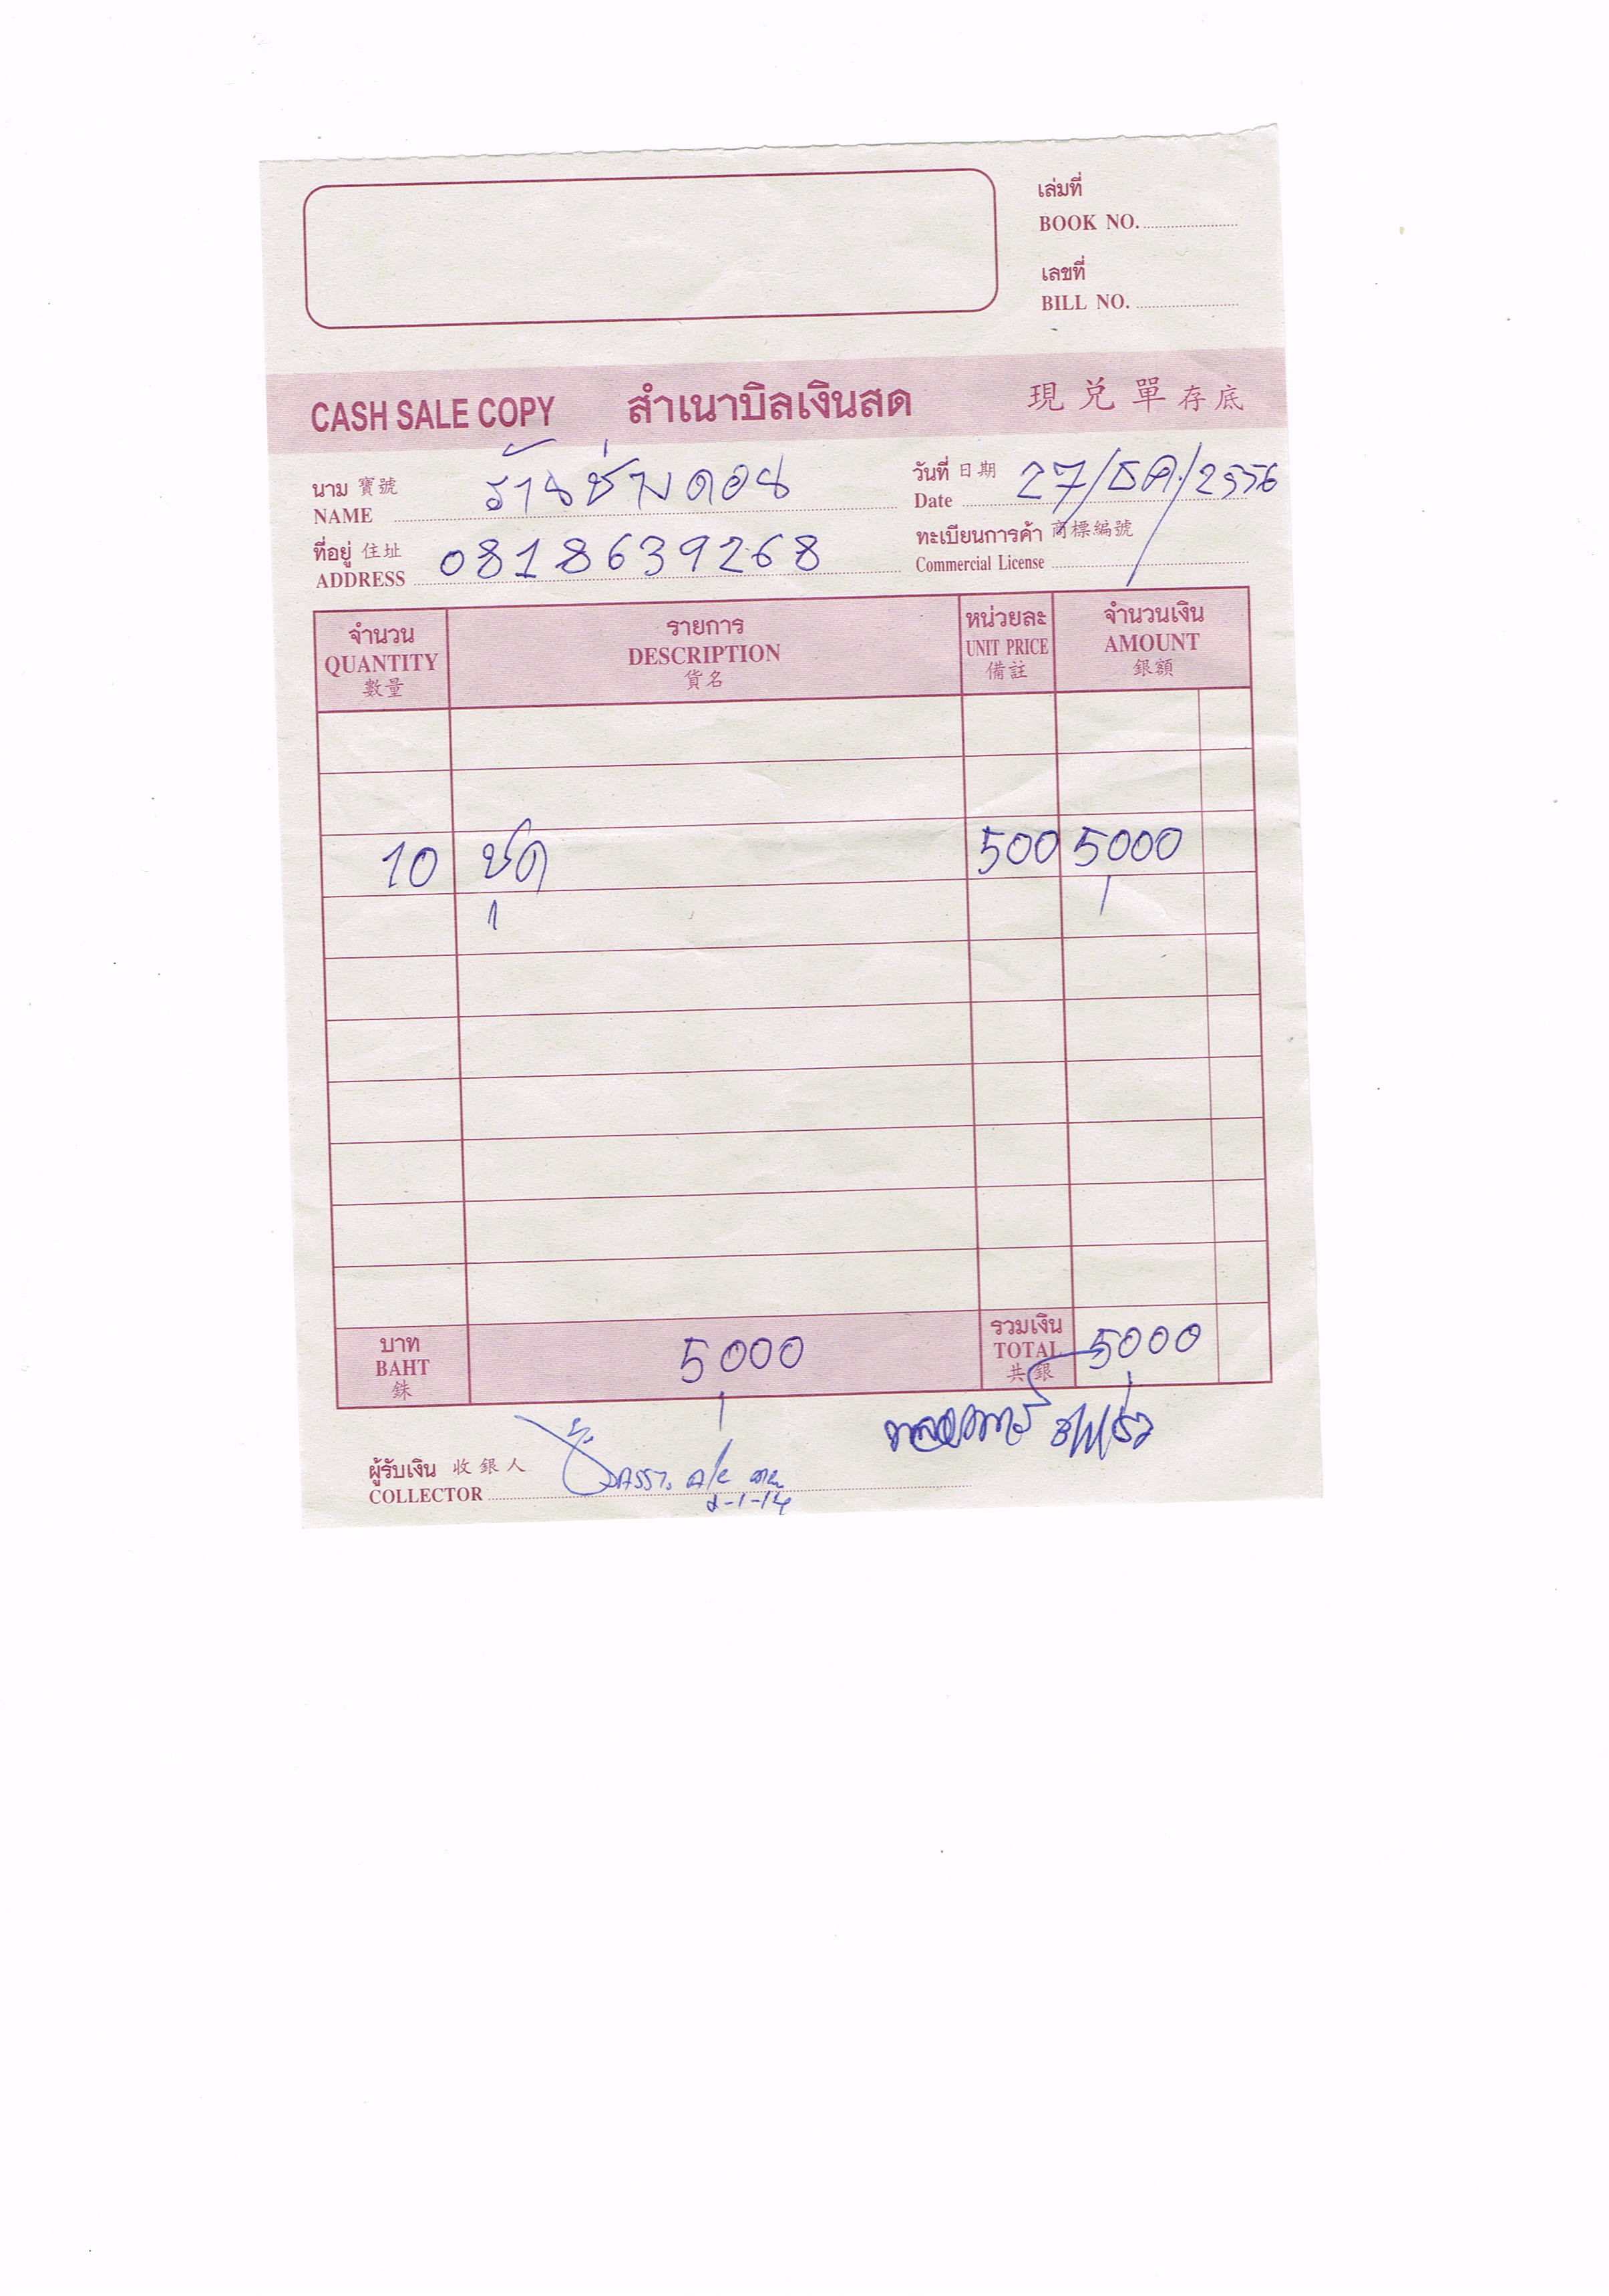 เล่มที่
BOOK NO.
เลขที่
BILL NO.
CASH SALE COPY สำเนาบิลเงินสด 現兑單存底
นาม 寶號 ร้านช่างดอน วันที่ 日期 27/ธค./2556
NAME Date
ที่อยู่ 住址 0818639268 ทะเบียนการค้า 商標編號
ADDRESS Commercial License
จำนวน รายการ หน่วยละ จำนวนเงิน
QUANTITY DESCRIPTION UNIT PRICE AMOUNT
數量 貨名 備註 銀額
10 ชุด 500 5000
บาท 5000 รวมเงิน 5000
BAHT TOTAL
銖 共銀
ผู้รับเงิน 收銀人
COLLECTOR
2-1-14